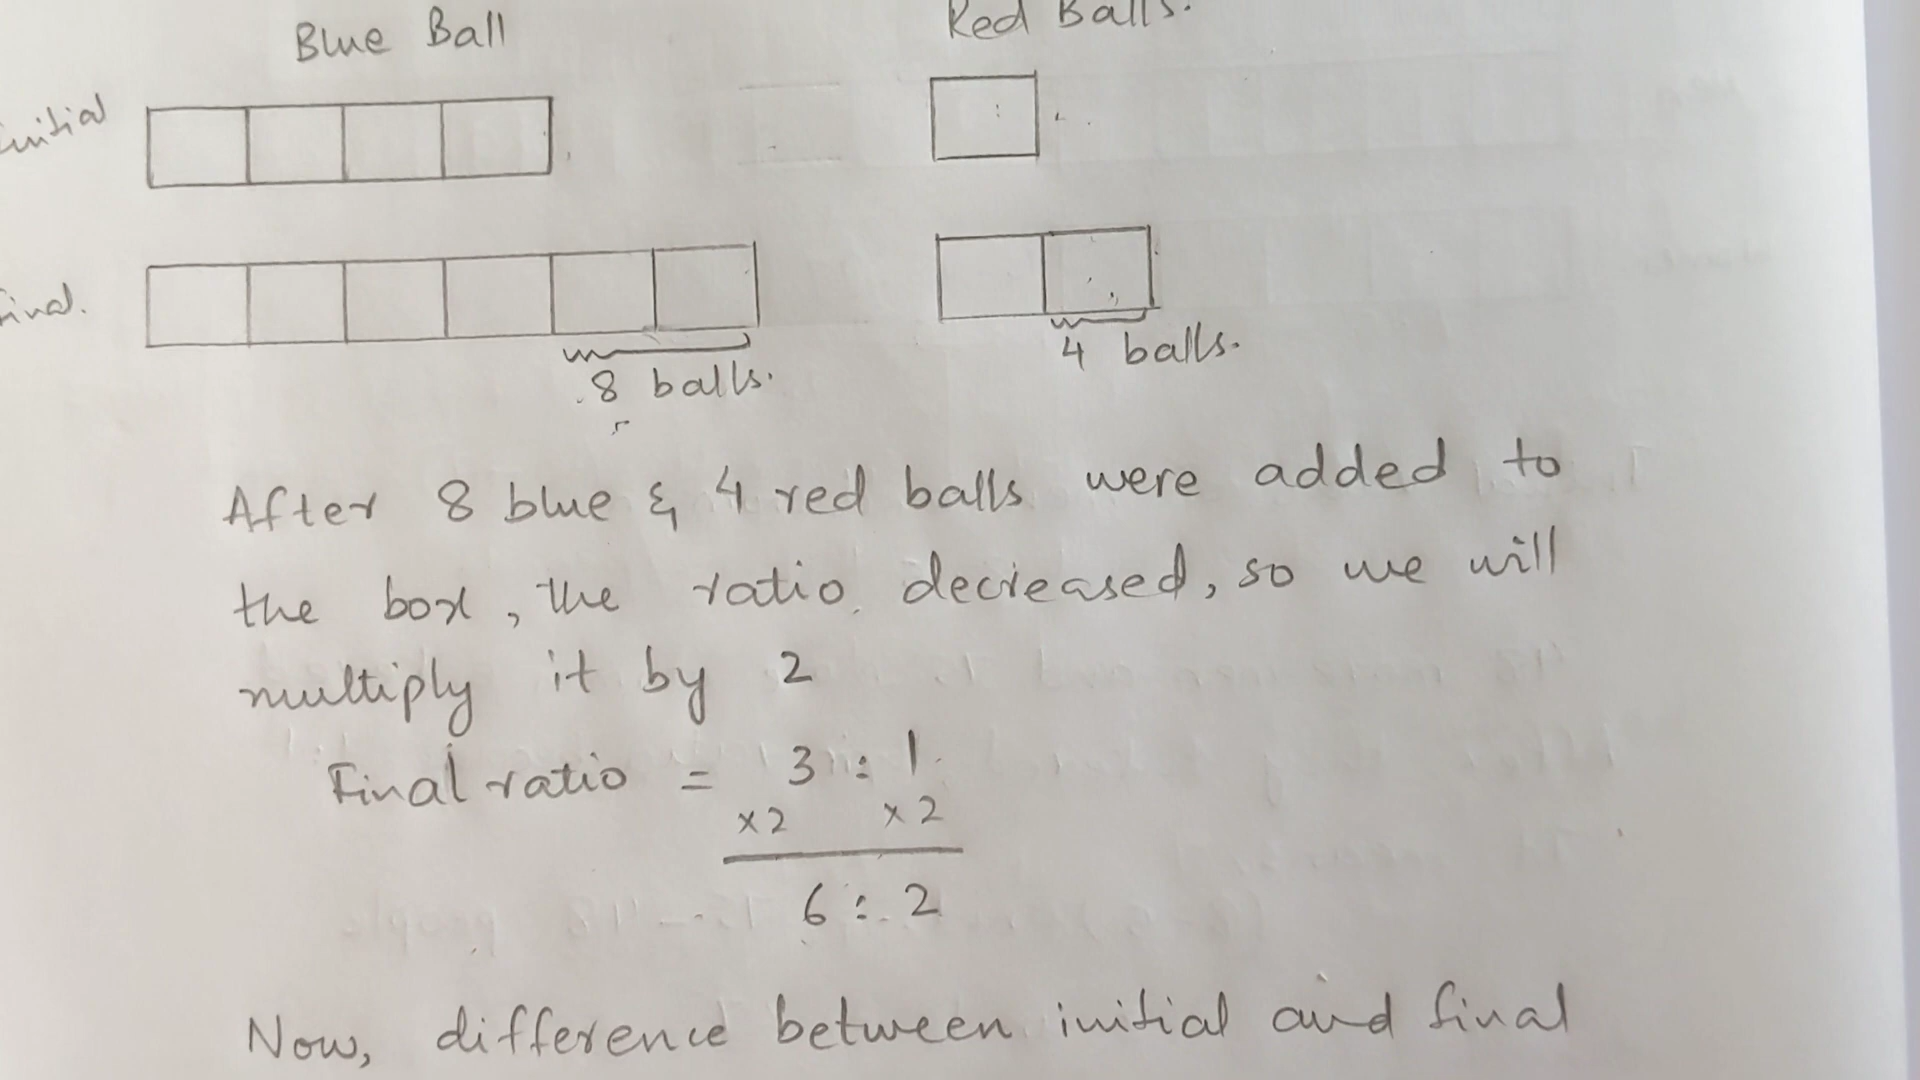 Blue Ball Red Balls.
initial
final.
8 balls. 4 balls.
After 8 blue & 4 red balls were added to
the box, the ratio decreased, so we will
multiply it by 2
Final ratio = 3 : 1
×2 ×2
6 : 2
Now, difference between initial and final